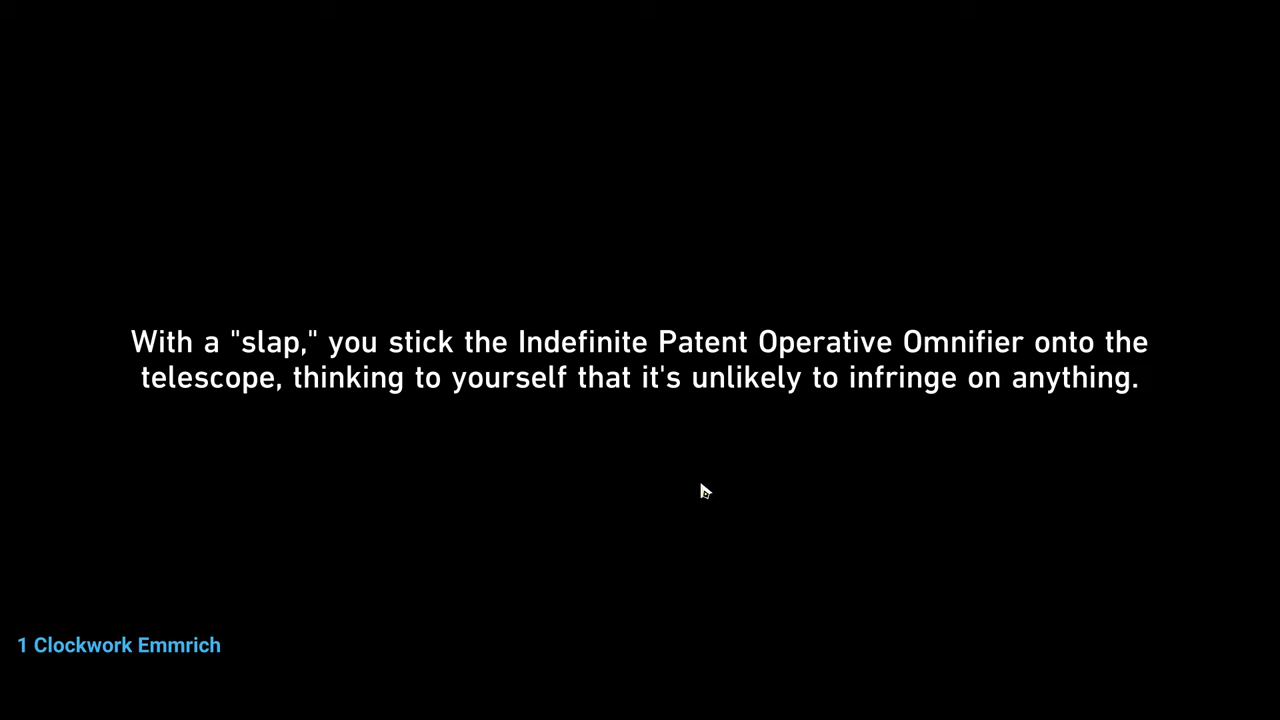 With a "slap," you stick the Indefinite Patent Operative Omnifier onto the
telescope, thinking to yourself that it's unlikely to infringe on anything.
1 Clockwork Emmrich